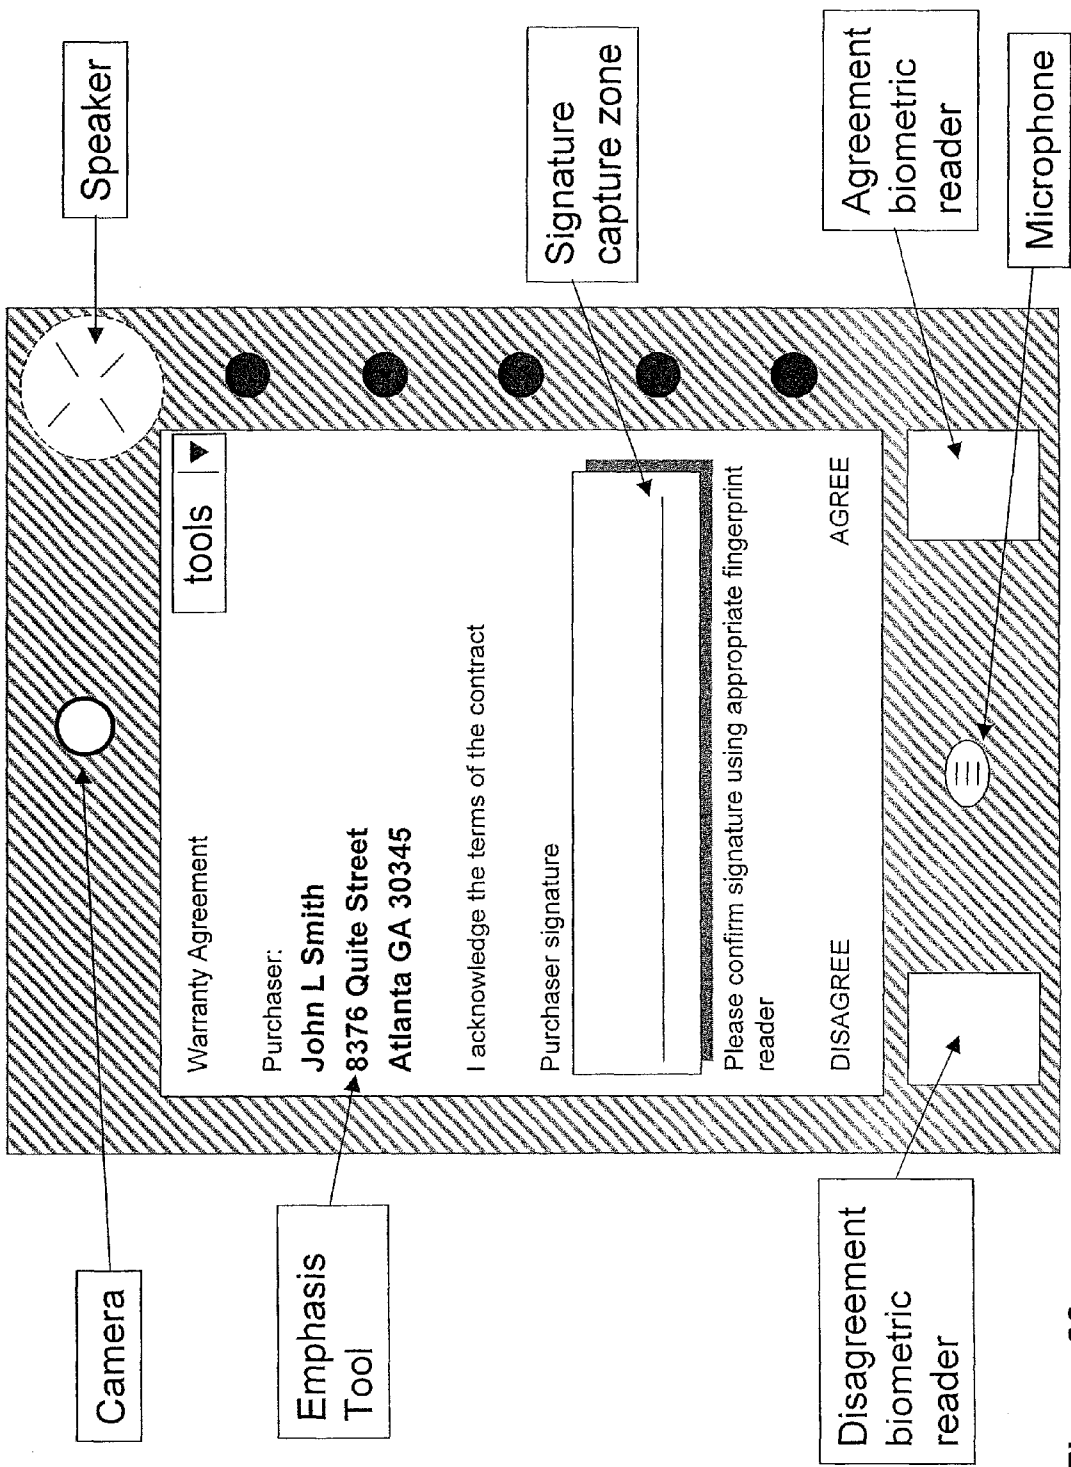 Camera
Speaker
Emphasis
Tool
tools
Warranty Agreement
Purchaser:
John L Smith
8376 Quite Street
Atlanta GA 30345
I acknowledge the terms of the contract
Purchaser signature
Signature
capture zone
Please confirm signature using appropriate fingerprint
reader
DISAGREE
AGREE
Disagreement
biometric
reader
Agreement
biometric
reader
Microphone